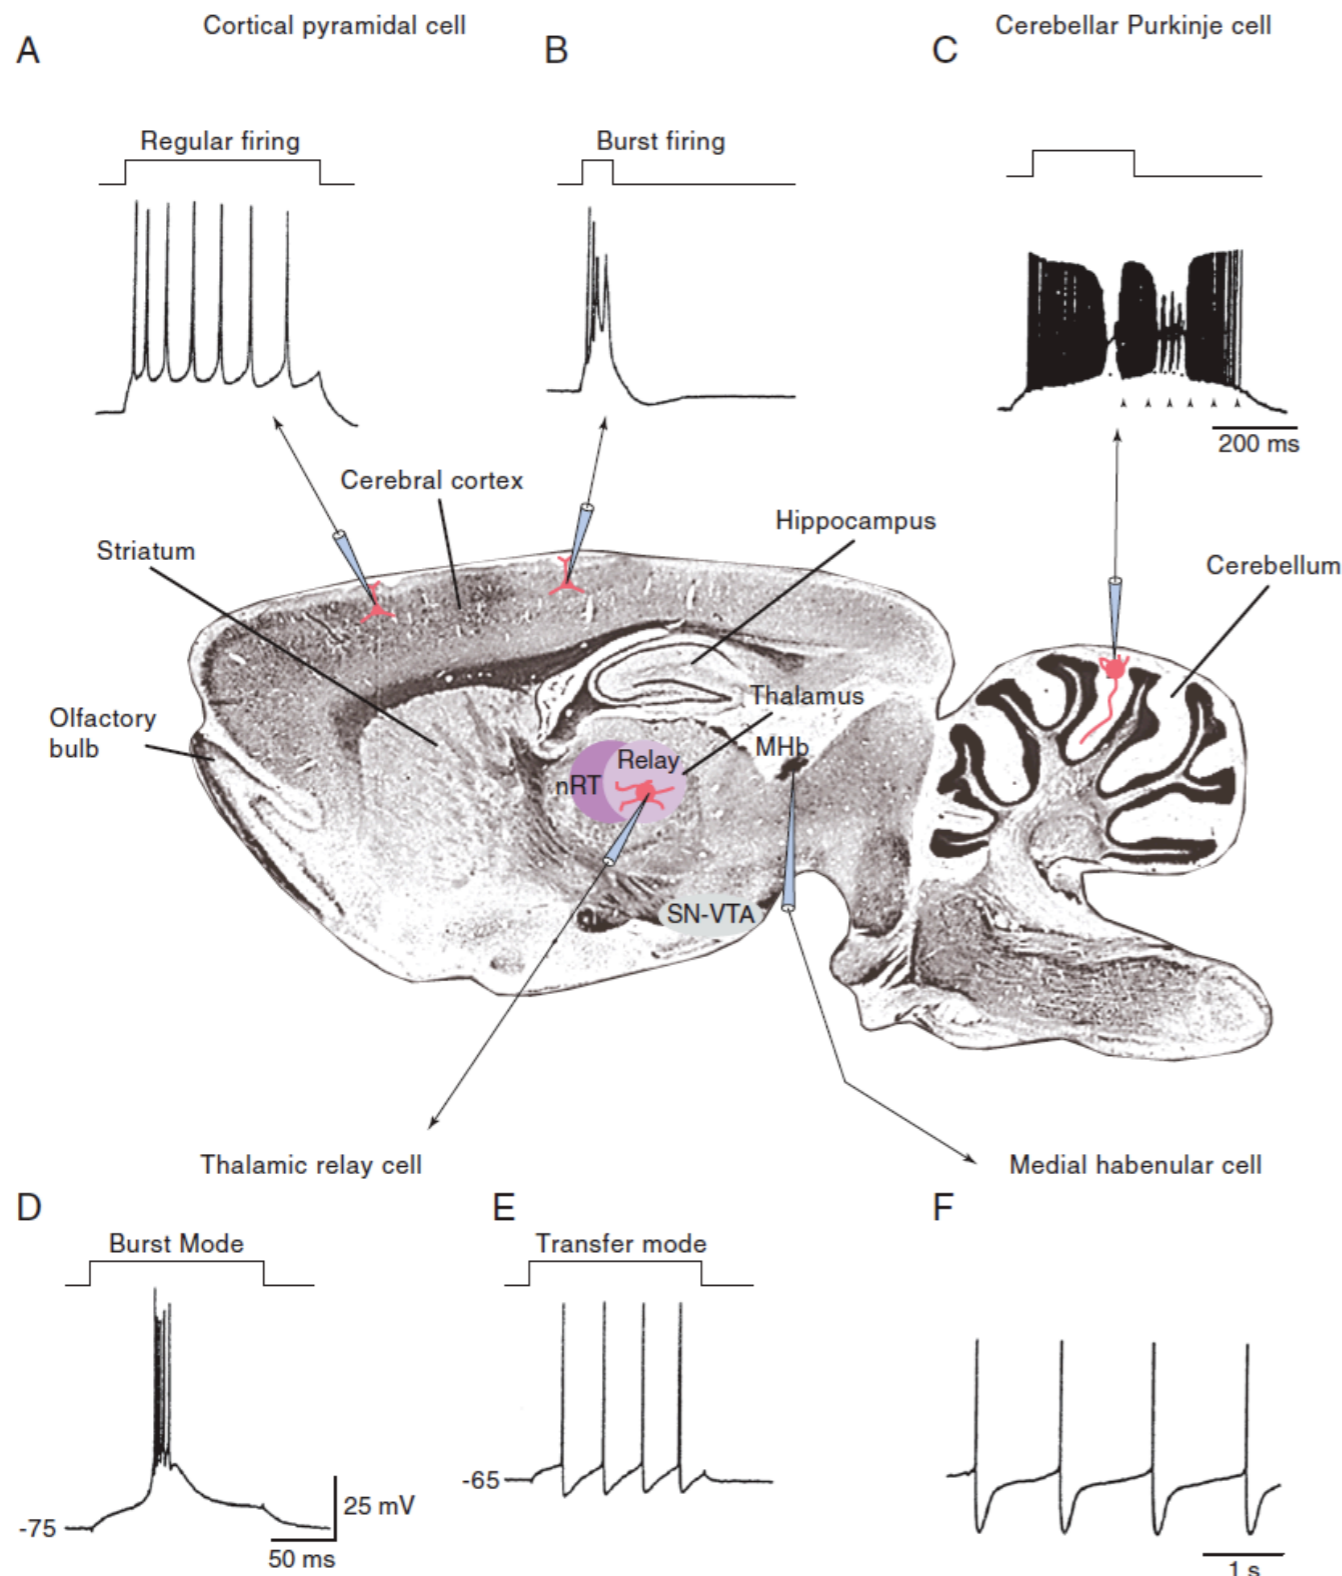 Cortical pyramidal cell
Cerebellar Purkinje cell
A
B
C
Regular firing
Burst firing
200 ms
Cerebral cortex
Hippocampus
Striatum
Cerebellum
Olfactory
bulb
Thalamus
MHb
Relay
nRT
SN-VTA
Thalamic relay cell
Medial habenular cell
D
E
F
Burst Mode
Transfer mode
-65
25 mV
-75
50 ms
1 s